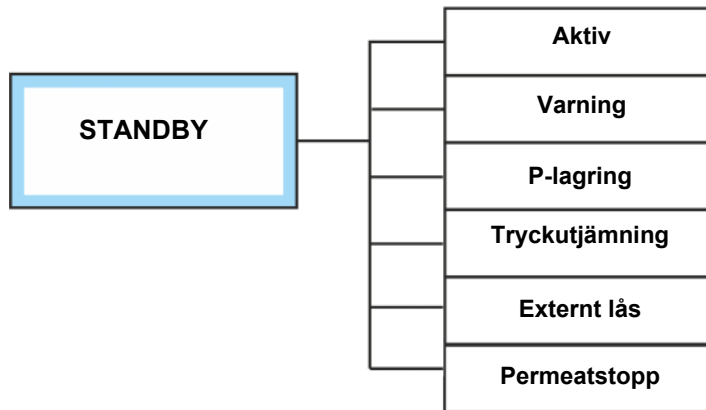 STANDBY
Aktiv
Varning
P-lagring
Tryckutjämning
Externt lås
Permeatstopp